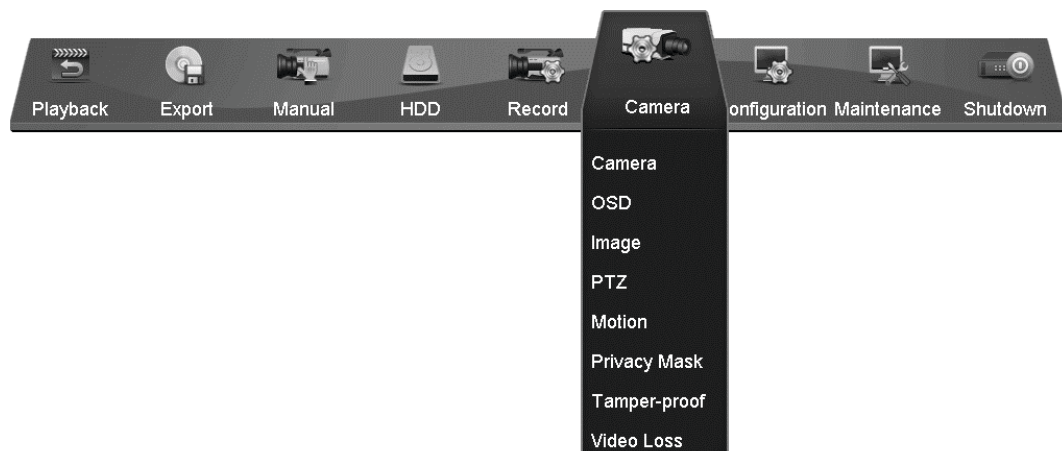 Playback Export Manual HDD Record Camera onfiguration Maintenance Shutdown
Camera
OSD
Image
PTZ
Motion
Privacy Mask
Tamper-proof
Video Loss